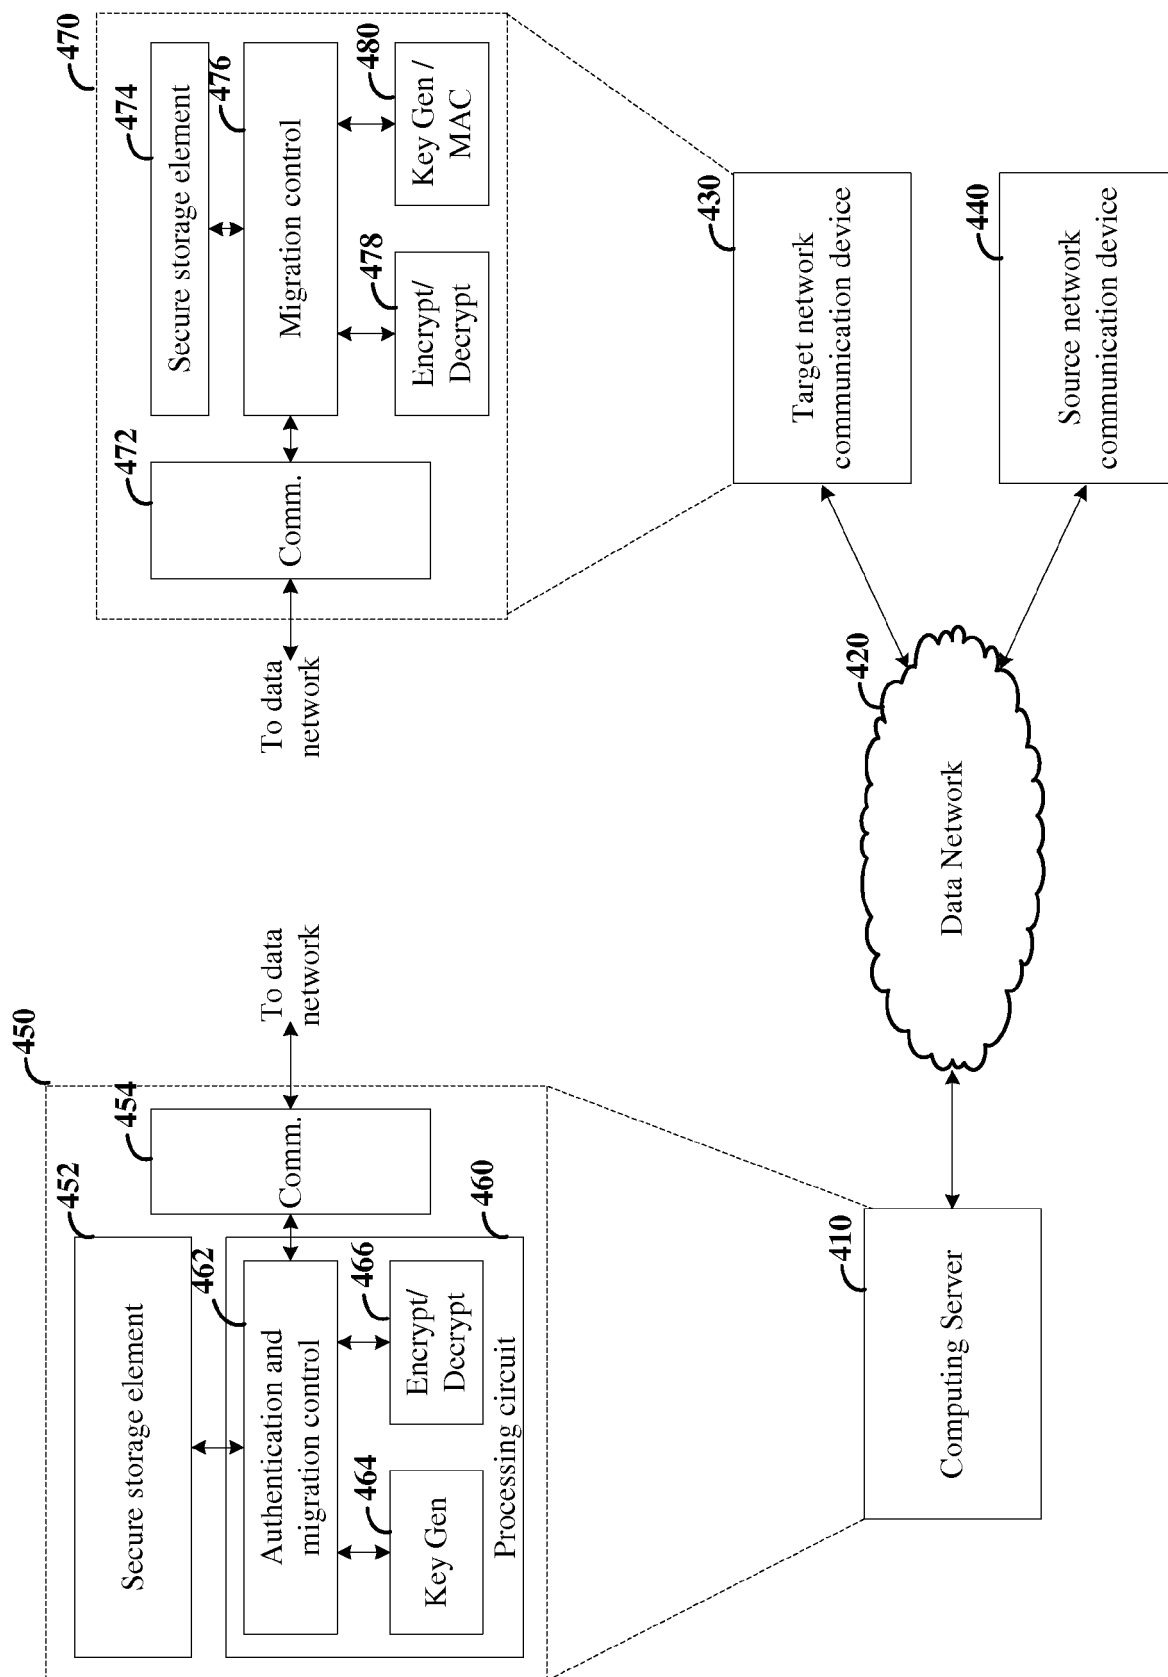 450
452
Secure storage element
454
Comm.
To data
network
460
462
Authentication and
migration control
464
Key Gen
466
Encrypt/
Decrypt
Processing circuit
470
472
Comm.
To data
network
474
Secure storage element
476
Migration control
478
Encrypt/
Decrypt
480
Key Gen /
MAC
410
Computing Server
420
Data Network
430
Target network
communication device
440
Source network
communication device